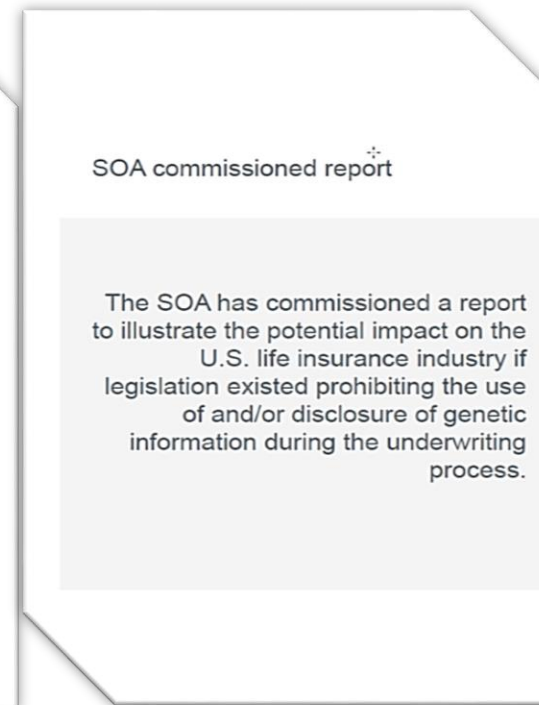 SOA commissioned report
The SOA has commissioned a report
to illustrate the potential impact on the
U.S. life insurance industry if
legislation existed prohibiting the use
of and/or disclosure of genetic
information during the underwriting
process.